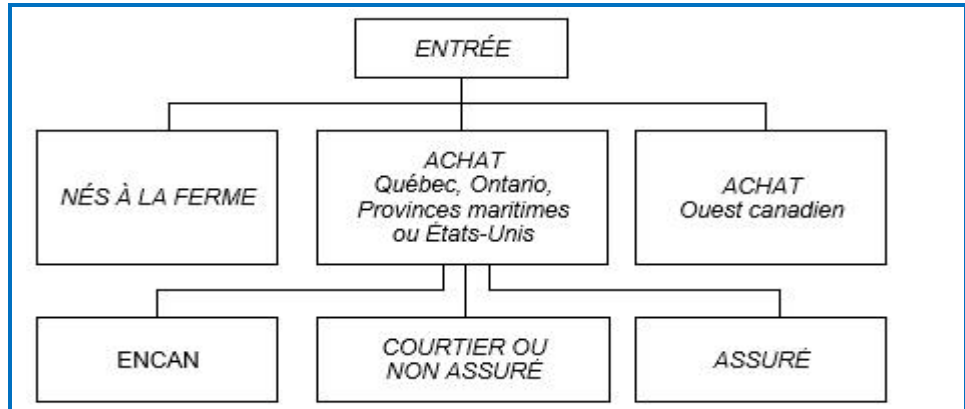 ENTRÉE
NÉS À LA FERME
ACHAT
Québec, Ontario,
Provinces maritimes
ou États-Unis
ACHAT
Ouest canadien
ENCAN
COURTIER OU
NON ASSURÉ
ASSURÉ